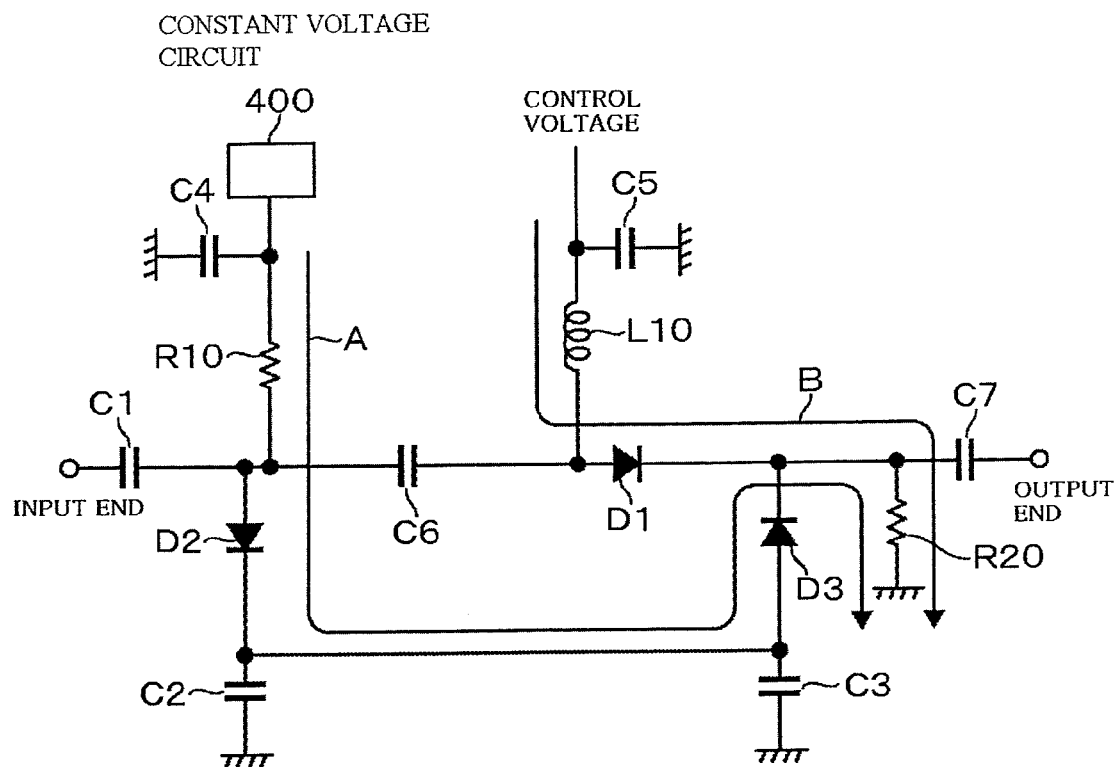 CONSTANT VOLTAGE
CIRCUIT
400
CONTROL
VOLTAGE
C4
C5
R10
A
L10
B
C1
C7
INPUT END
C6
D1
OUTPUT
END
D2
D3
R20
C2
C3